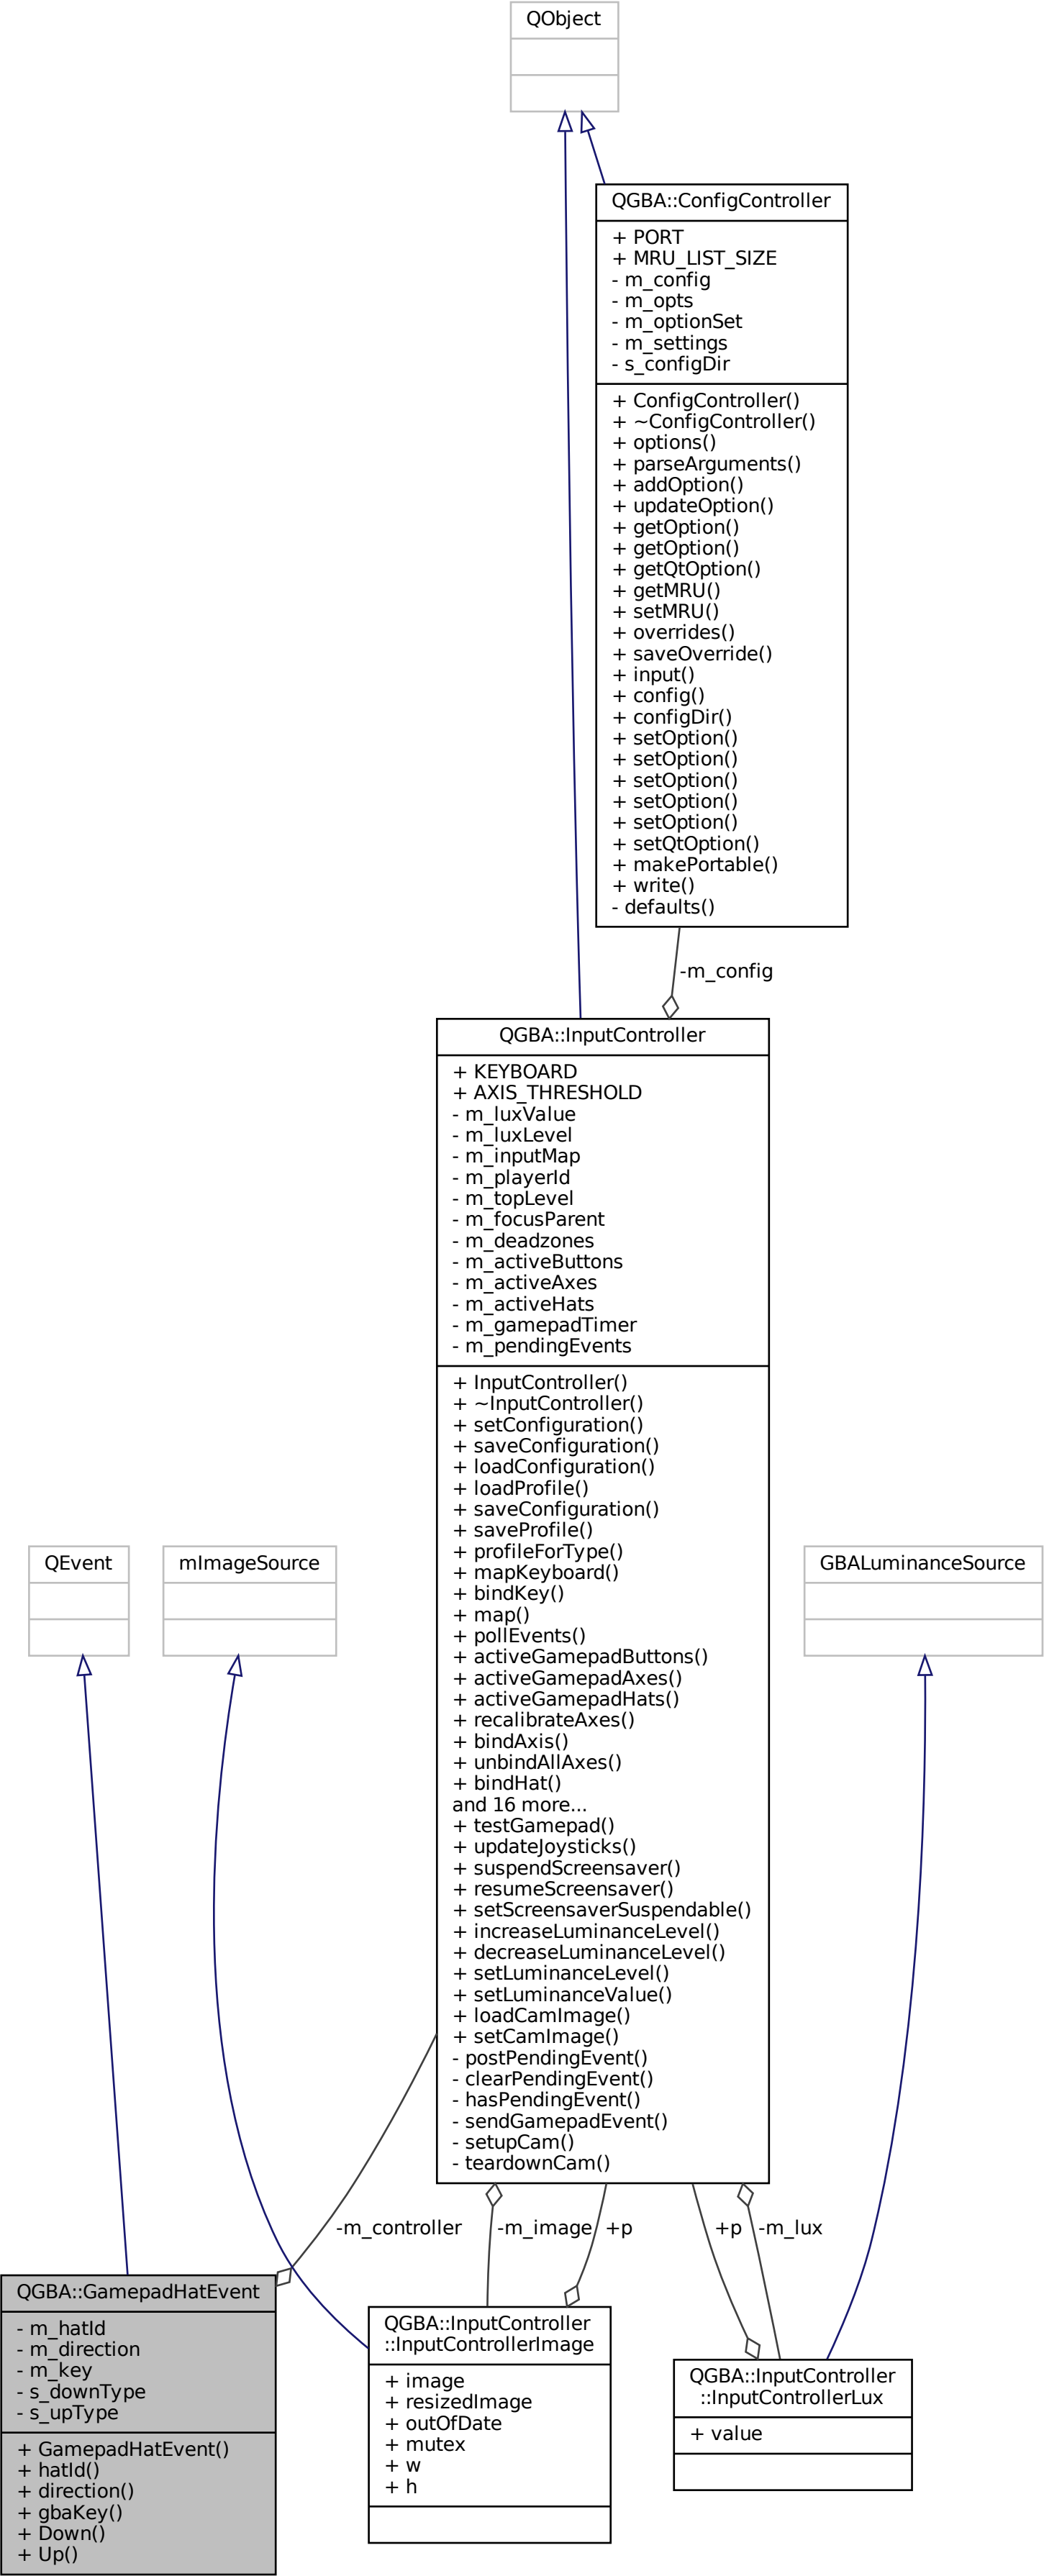 QObject
QGBA::ConfigController
+ PORT
+ MRU_LIST_SIZE
- m_config
- m_opts
- m_optionSet
- m_settings
- s_configDir
+ ConfigController()
+ ~ConfigController()
+ options()
+ parseArguments()
+ addOption()
+ updateOption()
+ getOption()
+ getOption()
+ getQtOption()
+ getMRU()
+ setMRU()
+ overrides()
+ saveOverride()
+ input()
+ config()
+ configDir()
+ setOption()
+ setOption()
+ setOption()
+ setOption()
+ setOption()
+ setQtOption()
+ makePortable()
+ write()
- defaults()
-m_config
QGBA::InputController
+ KEYBOARD
+ AXIS_THRESHOLD
- m_luxValue
- m_luxLevel
- m_inputMap
- m_playerId
- m_topLevel
- m_focusParent
- m_deadzones
- m_activeButtons
- m_activeAxes
- m_activeHats
- m_gamepadTimer
- m_pendingEvents
+ InputController()
+ ~InputController()
+ setConfiguration()
+ saveConfiguration()
+ loadConfiguration()
+ loadProfile()
+ saveConfiguration()
+ saveProfile()
+ profileForType()
+ mapKeyboard()
+ bindKey()
+ map()
+ pollEvents()
+ activeGamepadButtons()
+ activeGamepadAxes()
+ activeGamepadHats()
+ recalibrateAxes()
+ bindAxis()
+ unbindAllAxes()
+ bindHat()
and 16 more...
+ testGamepad()
+ updateJoysticks()
+ suspendScreensaver()
+ resumeScreensaver()
+ setScreensaverSuspendable()
+ increaseLuminanceLevel()
+ decreaseLuminanceLevel()
+ setLuminanceLevel()
+ setLuminanceValue()
+ loadCamImage()
+ setCamImage()
- postPendingEvent()
- clearPendingEvent()
- hasPendingEvent()
- sendGamepadEvent()
- setupCam()
- teardownCam()
QEvent
mImageSource
GBALuminanceSource
-m_controller
-m_image
+p
+p
-m_lux
QGBA::GamepadHatEvent
- m_hatId
- m_direction
- m_key
- s_downType
- s_upType
+ GamepadHatEvent()
+ hatId()
+ direction()
+ gbaKey()
+ Down()
+ Up()
QGBA::InputController
::InputControllerImage
+ image
+ resizedImage
+ outOfDate
+ mutex
+ w
+ h
QGBA::InputController
::InputControllerLux
+ value